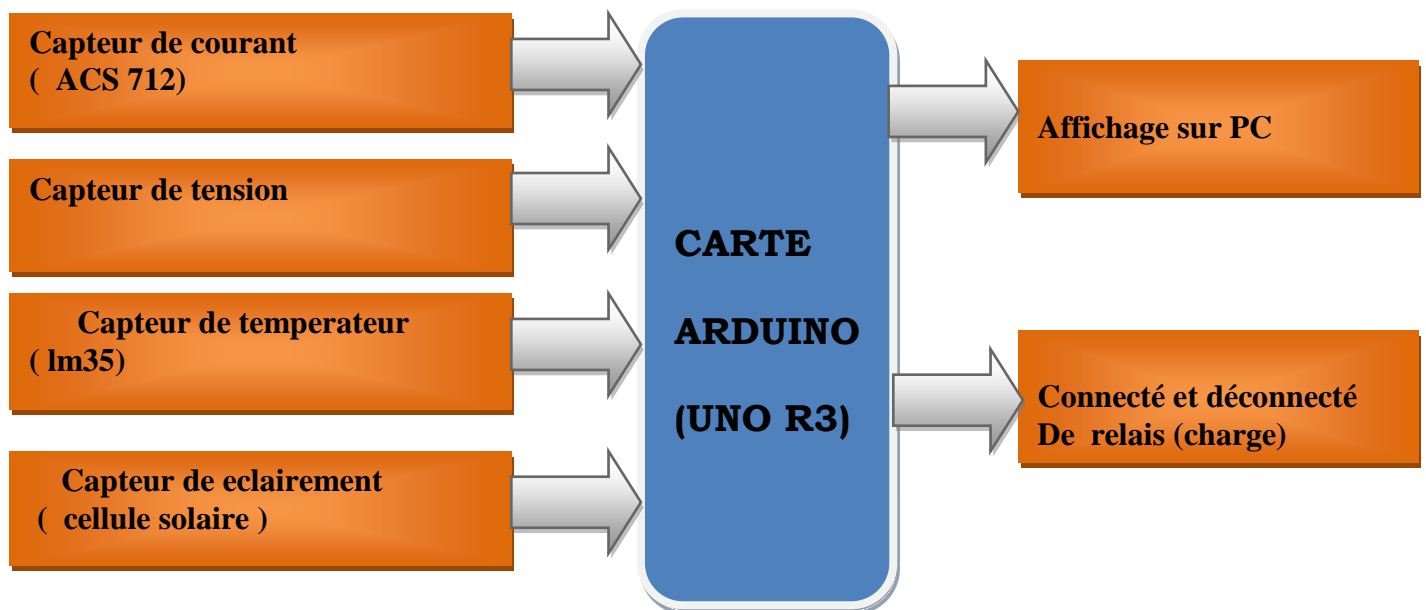 Capteur de courant
( ACS 712)
Capteur de tension
Capteur de temperateur
( lm35)
Capteur de eclairement
( cellule solaire )
CARTE
ARDUINO
(UNO R3)
Affichage sur PC
Connecté et déconnecté
De relais (charge)